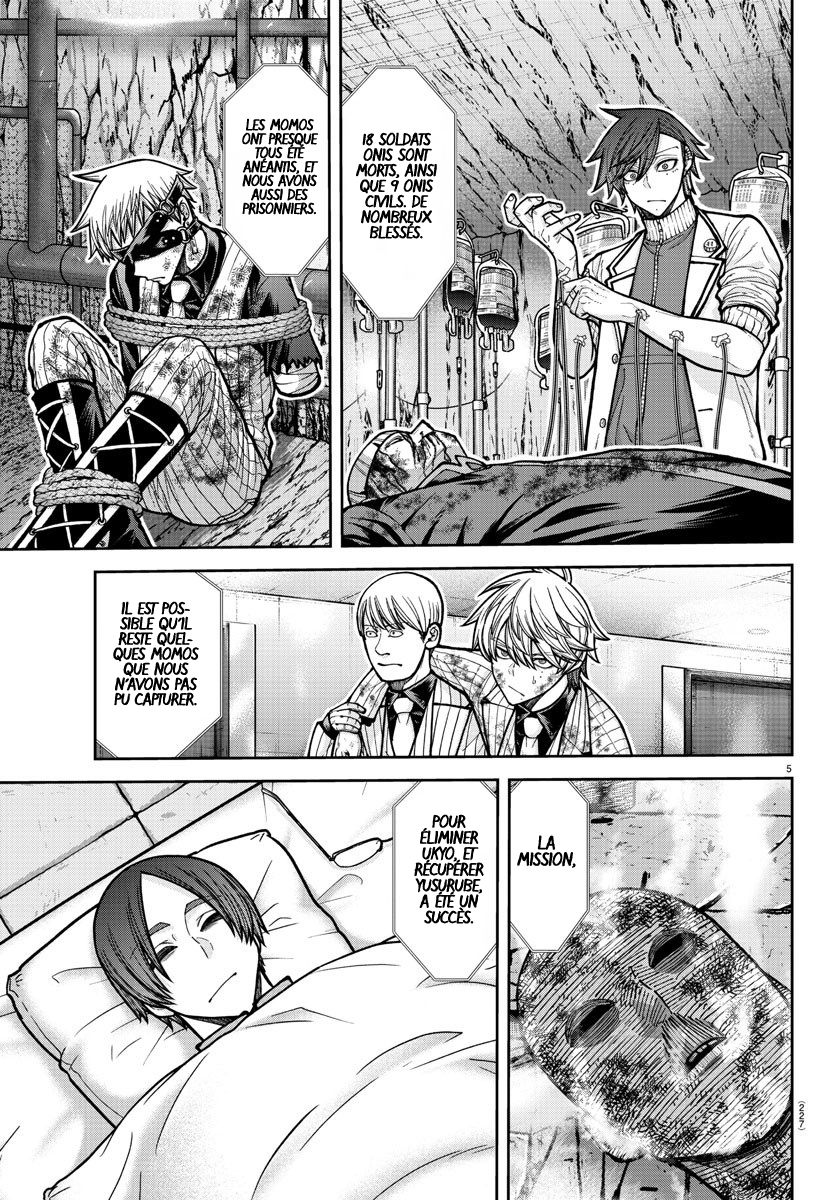 18 SOLDATS
ONIS SONT
MORTS, AINSI
QUE 9 ONIS
CIVILS. DE
NOMBREUX
BLESSÉS.
LES MOMOS
ONT PRESQUE
TOUS ÉTÉ
ANÉANTIS, ET
NOUS AVONS
AUSSI DES
PRISONNIERS.
IL EST POS-
SIBLE QU'IL
RESTE QUEL-
QUES MOMOS
QUE NOUS
N'AVONS PAS
PU CAPTURER.
5
LA
MISSION,
POUR
ÉLIMINER
UKYO, ET
RÉCUPÉRER
YUSURUBE,
A ÉTÉ UN
SUCCÈS.
(227)